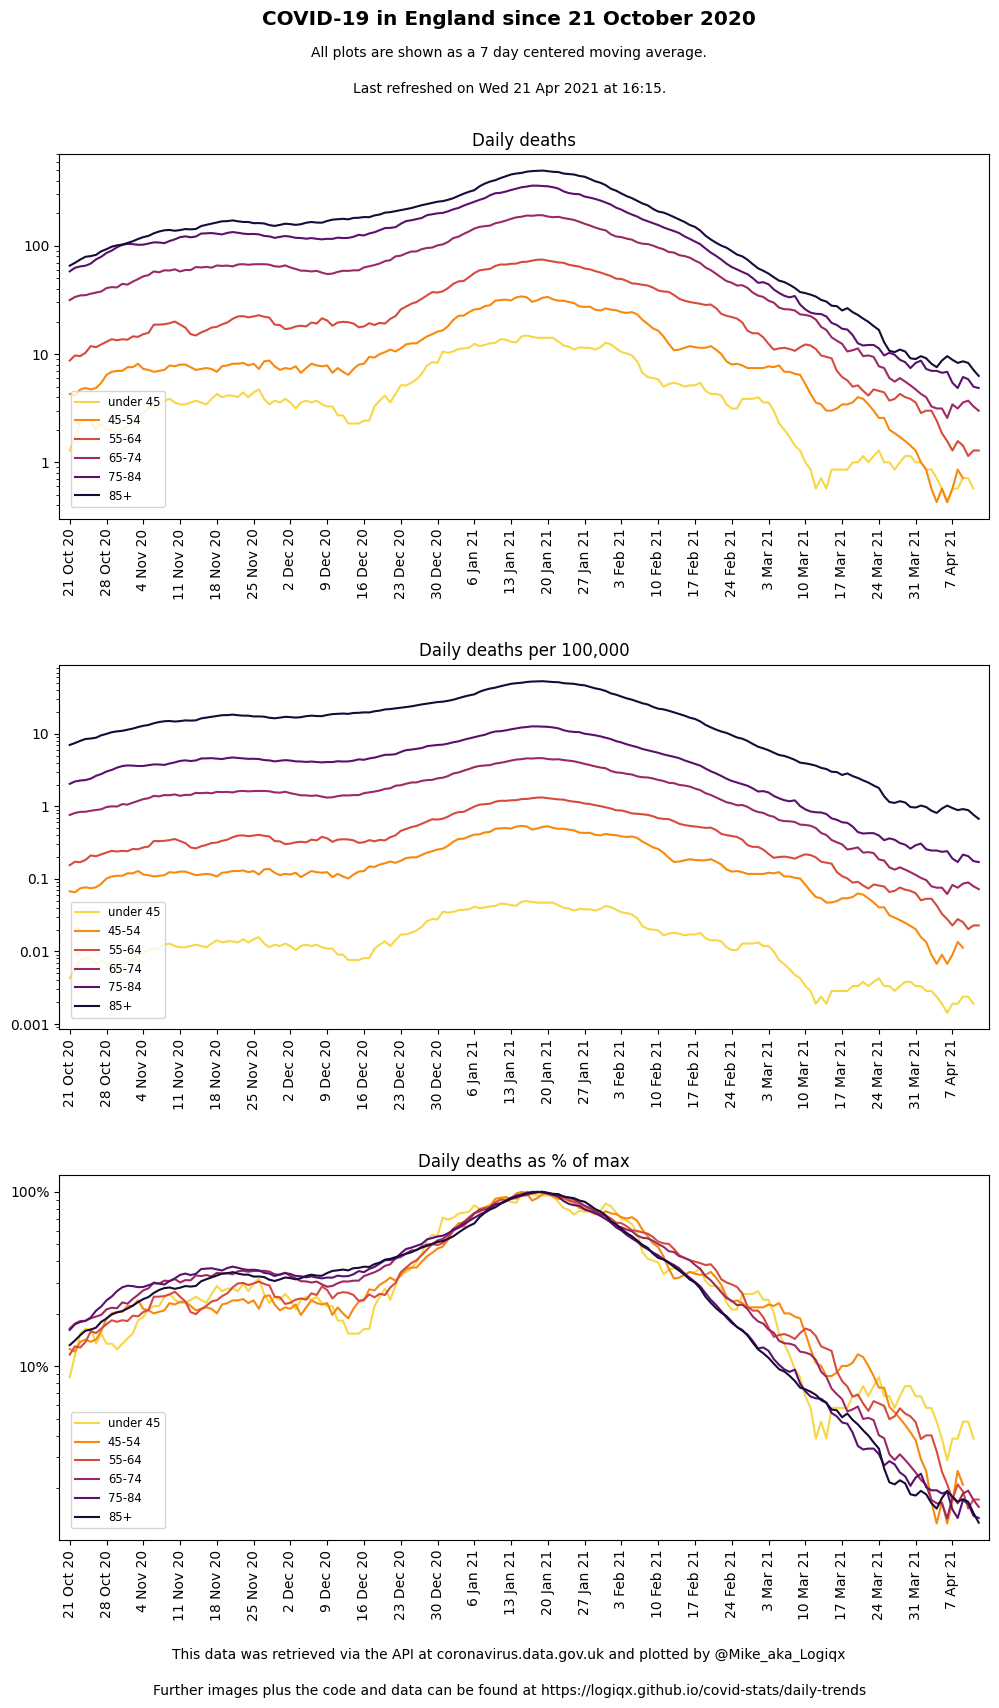 COVID-19 in England since 21 October 2020
All plots are shown as a 7 day centered moving average.
Last refreshed on Wed 21 Apr 2021 at 16:15.
Daily deaths
100
10
1
under 45
45-54
55-64
65-74
75-84
85+
21 Oct 20
28 Oct 20
4 Nov 20
11 Nov 20
18 Nov 20
25 Nov 20
2 Dec 20
9 Dec 20
16 Dec 20
23 Dec 20
30 Dec 20
6 Jan 21
13 Jan 21
20 Jan 21
27 Jan 21
3 Feb 21
10 Feb 21
17 Feb 21
24 Feb 21
3 Mar 21
10 Mar 21
17 Mar 21
24 Mar 21
31 Mar 21
7 Apr 21
Daily deaths per 100,000
10
1
0.1
0.01
0.001
under 45
45-54
55-64
65-74
75-84
85+
21 Oct 20
28 Oct 20
4 Nov 20
11 Nov 20
18 Nov 20
25 Nov 20
2 Dec 20
9 Dec 20
16 Dec 20
23 Dec 20
30 Dec 20
6 Jan 21
13 Jan 21
20 Jan 21
27 Jan 21
3 Feb 21
10 Feb 21
17 Feb 21
24 Feb 21
3 Mar 21
10 Mar 21
17 Mar 21
24 Mar 21
31 Mar 21
7 Apr 21
Daily deaths as % of max
100%
10%
under 45
45-54
55-64
65-74
75-84
85+
21 Oct 20
28 Oct 20
4 Nov 20
11 Nov 20
18 Nov 20
25 Nov 20
2 Dec 20
9 Dec 20
16 Dec 20
23 Dec 20
30 Dec 20
6 Jan 21
13 Jan 21
20 Jan 21
27 Jan 21
3 Feb 21
10 Feb 21
17 Feb 21
24 Feb 21
3 Mar 21
10 Mar 21
17 Mar 21
24 Mar 21
31 Mar 21
7 Apr 21
This data was retrieved via the API at coronavirus.data.gov.uk and plotted by @Mike_aka_Logiqx
Further images plus the code and data can be found at https://logiqx.github.io/covid-stats/daily-trends